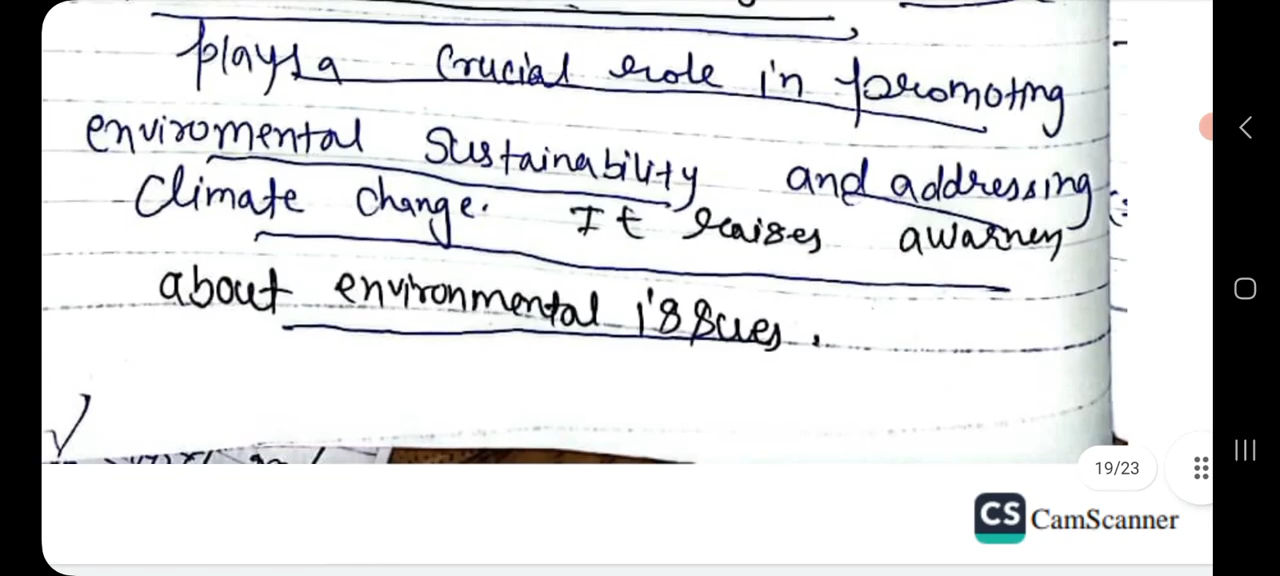 plays a crucial role in promoting
enviromental sustainability and addressing
climate change. It raises awarnes
about environmental issues.
19/23
CS CamScanner